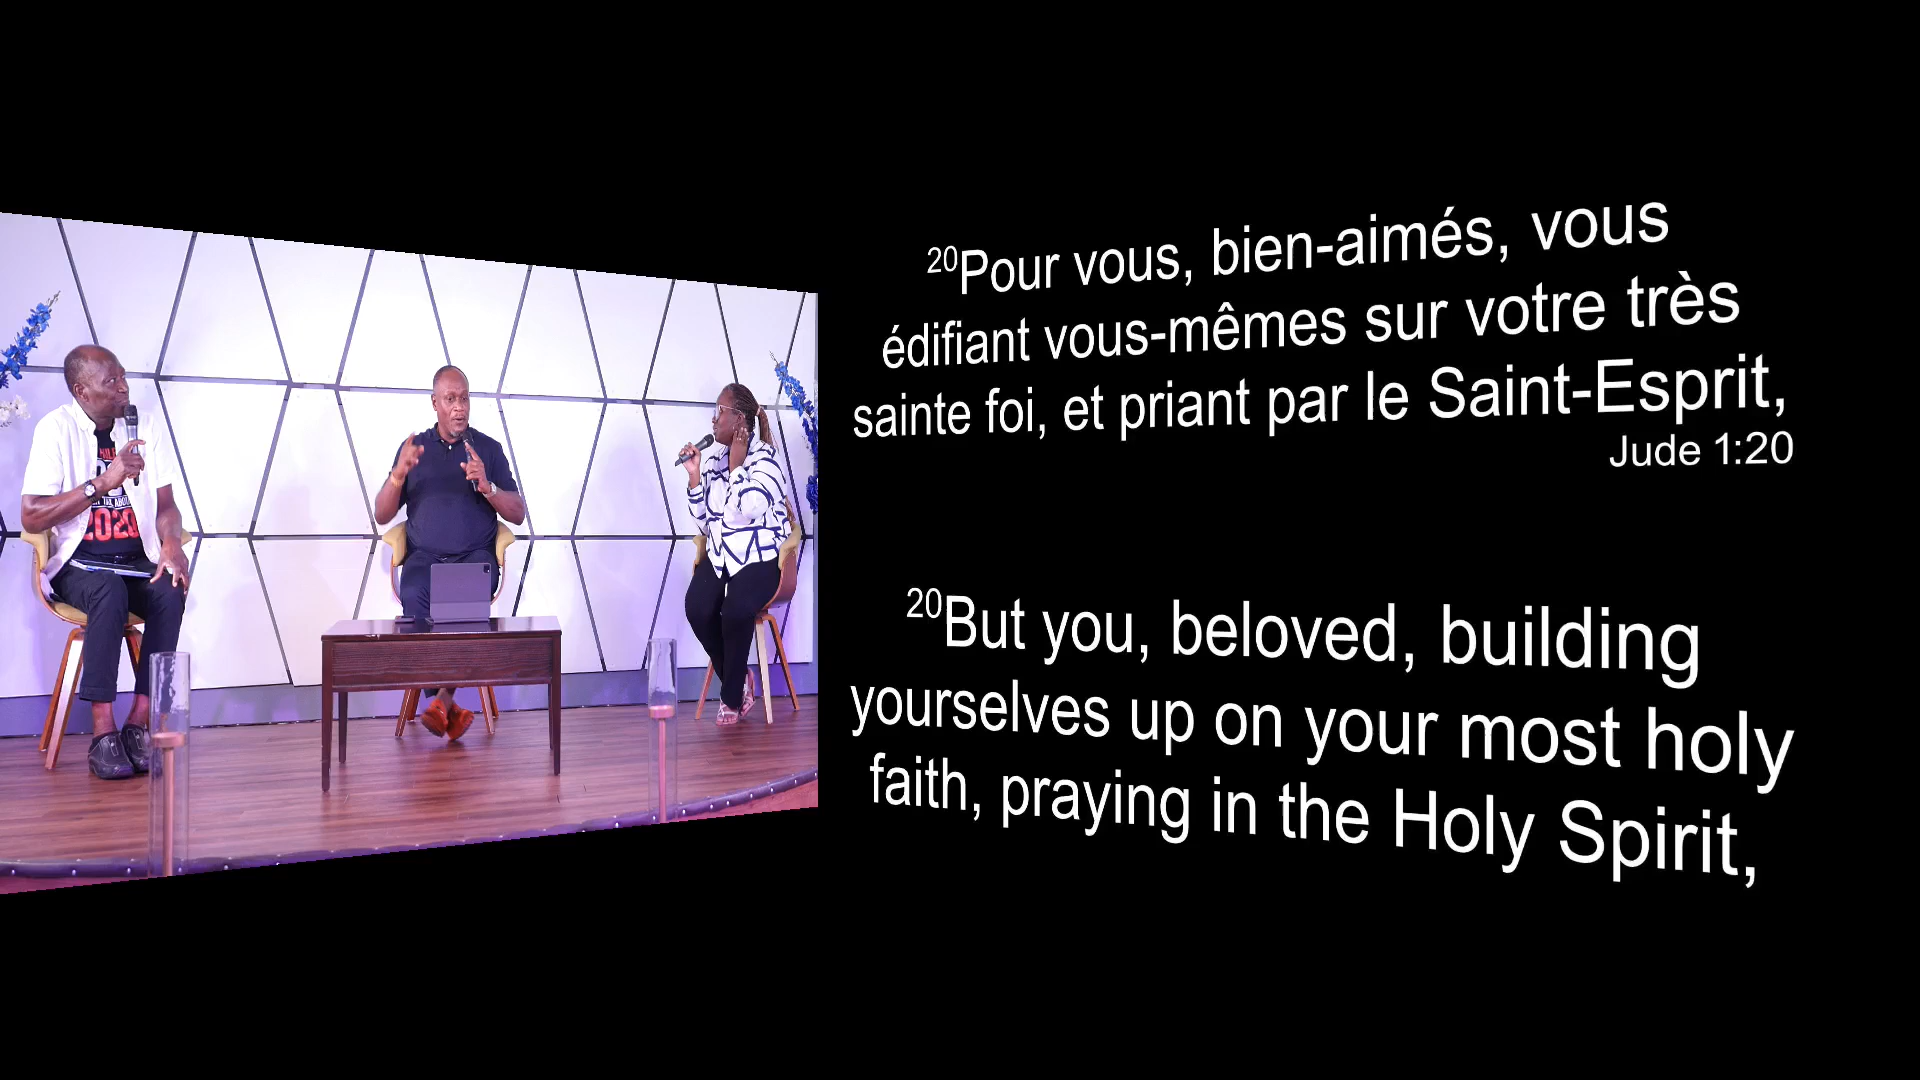 2020
20Pour vous, bien-aimés, vous
édifiant vous-mêmes sur votre très
sainte foi, et priant par le Saint-Esprit,
Jude 1:20
20But you, beloved, building
yourselves up on your most holy
faith, praying in the Holy Spirit,